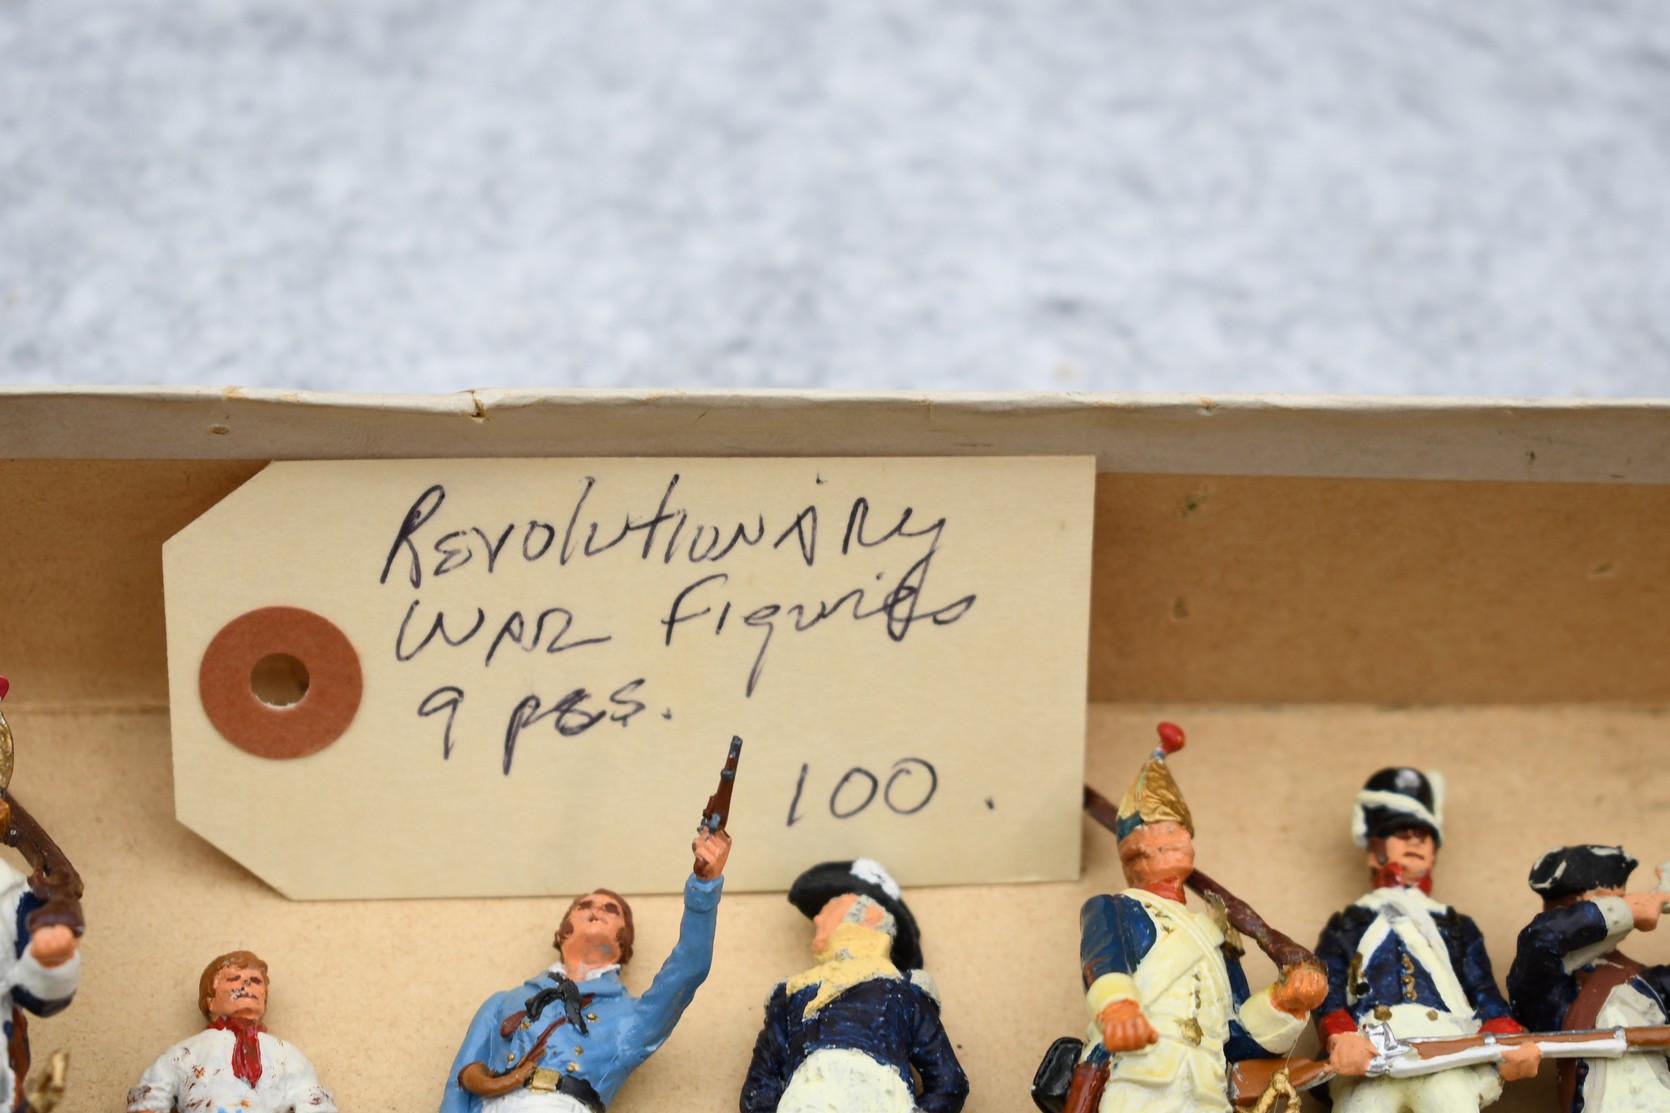 Revolutionary
War Figures
9 pcs.
100.